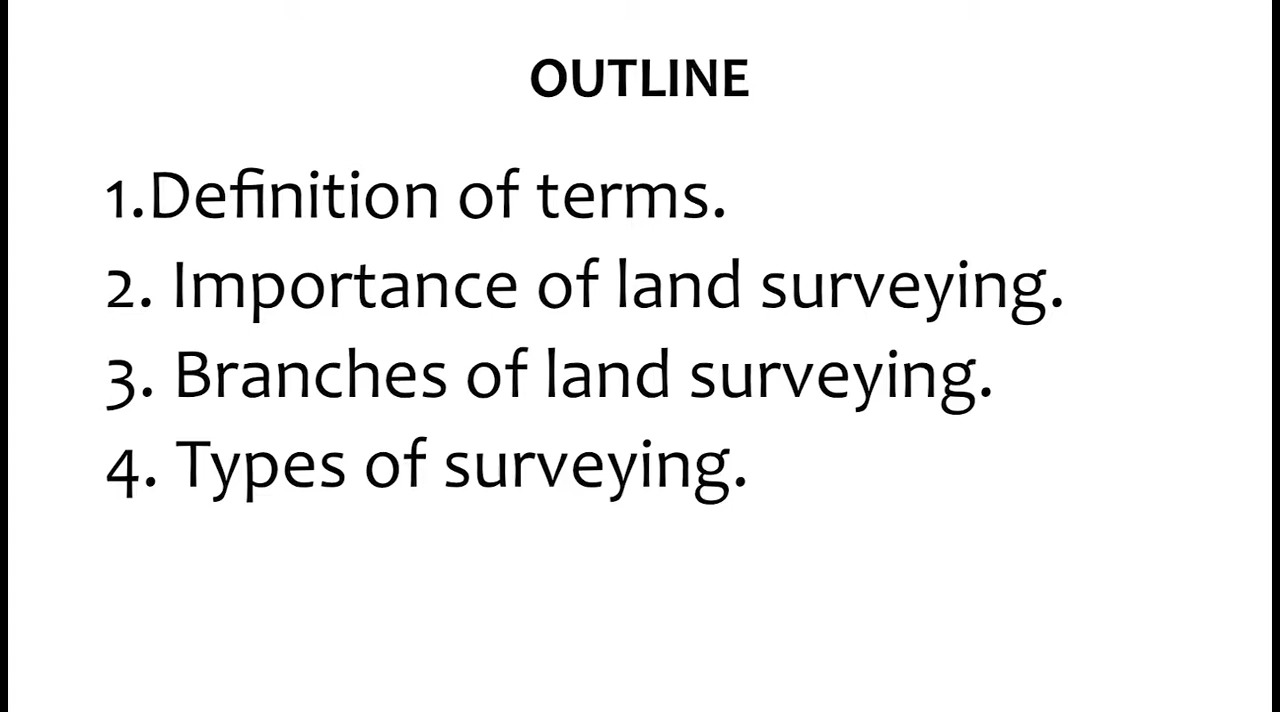 OUTLINE
1.Definition of terms.
2. Importance of land surveying.
3. Branches of land surveying.
4. Types of surveying.